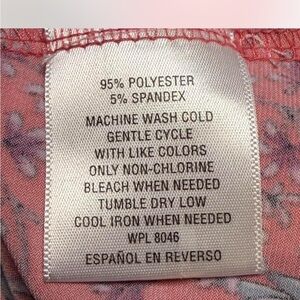 95% POLYESTER
5% SPANDEX
MACHINE WASH COLD
GENTLE CYCLE
WITH LIKE COLORS
ONLY NON-CHLORINE
BLEACH WHEN NEEDED
TUMBLE DRY LOW
COOL IRON WHEN NEEDED
WPL 8046
ESPAÑOL EN REVERSO